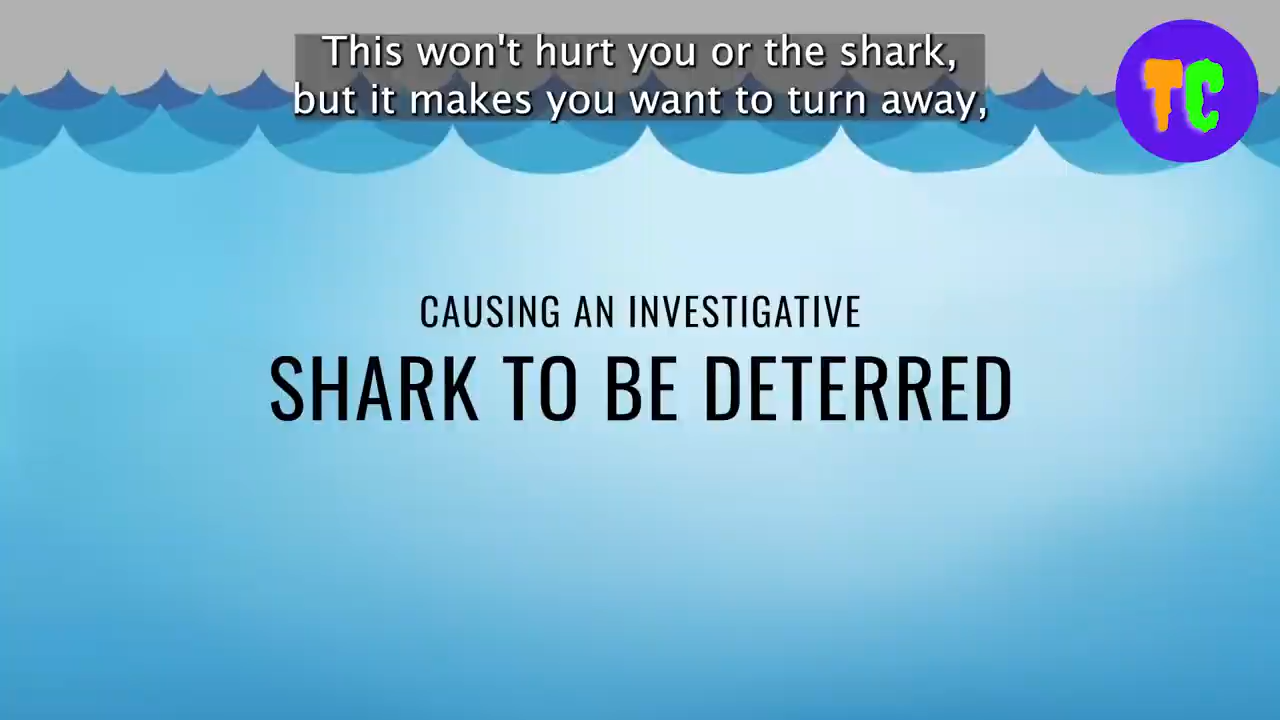 This won't hurt you or the shark,
but it makes you want to turn away,
TC
CAUSING AN INVESTIGATIVE
SHARK TO BE DETERRED